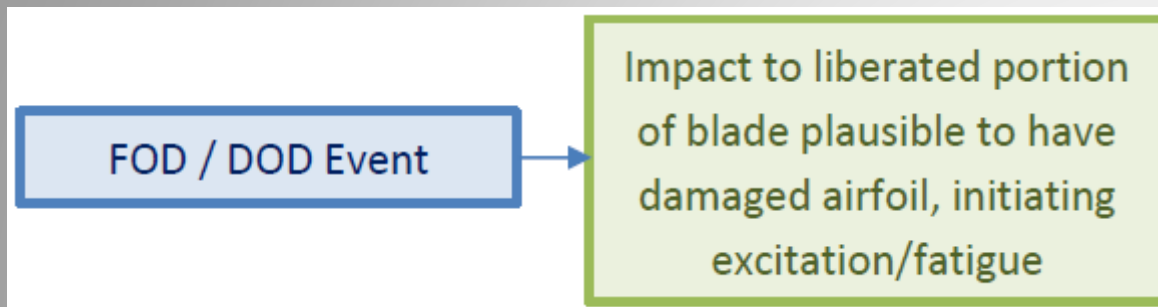 FOD / DOD Event
Impact to liberated portion
of blade plausible to have
damaged airfoil, initiating
excitation/fatigue